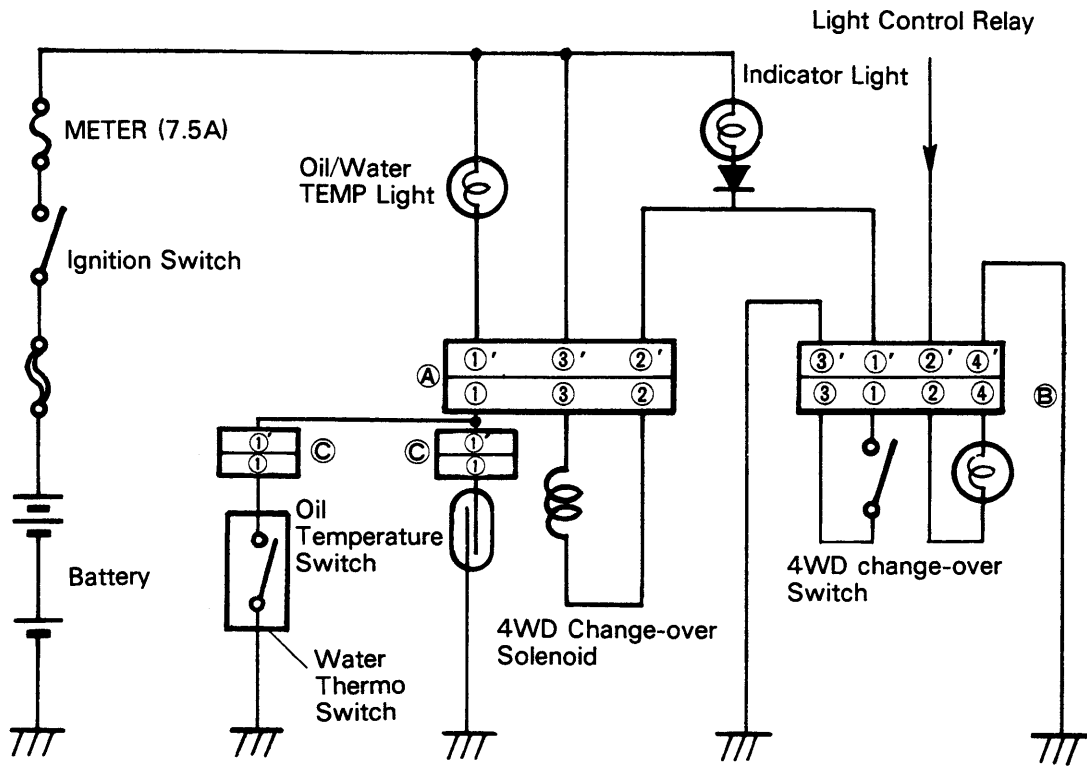 Light Control Relay
Indicator Light
METER (7.5A)
Oil/Water
TEMP Light
Ignition Switch
①' ③' ②'
Ⓐ
① ③ ②
③' ①' ②' ④'
③ ① ② ④
Ⓑ
①'
①
Ⓒ
Ⓒ
①'
①
Oil
Temperature
Switch
Battery
4WD change-over
Switch
4WD Change-over
Solenoid
Water
Thermo
Switch